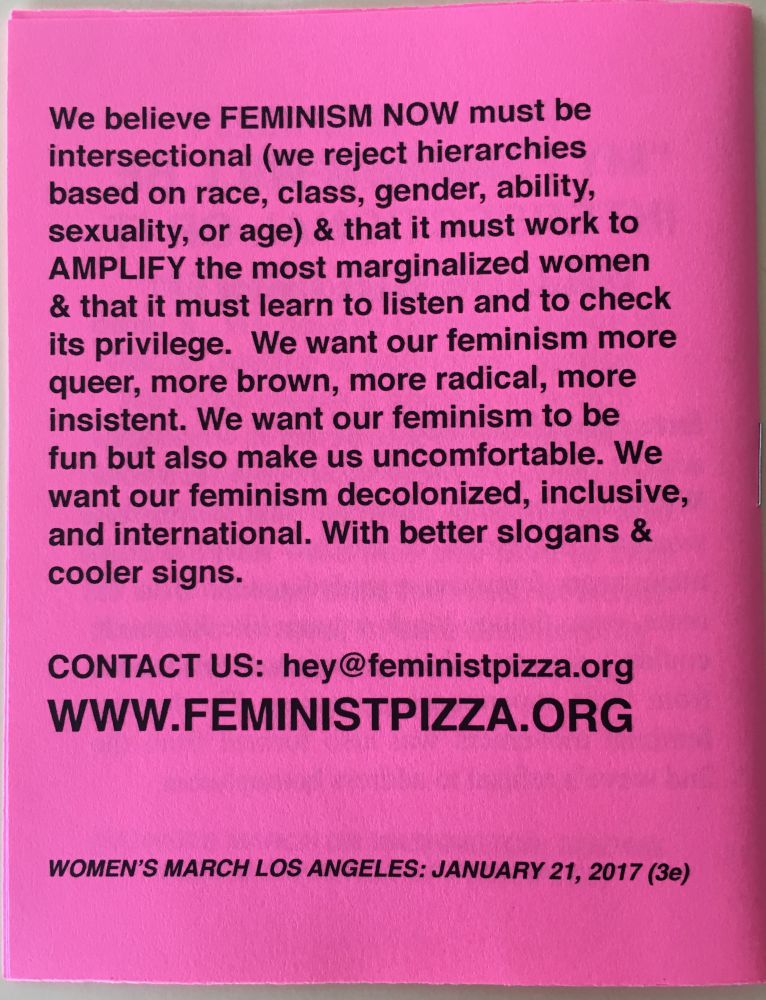 We believe FEMINISM NOW must be
intersectional (we reject hierarchies
based on race, class, gender, ability,
sexuality, or age) & that it must work to
AMPLIFY the most marginalized women
& that it must learn to listen and to check
its privilege.  We want our feminism more
queer, more brown, more radical, more
insistent. We want our feminism to be
fun but also make us uncomfortable. We
want our feminism decolonized, inclusive,
and international. With better slogans &
cooler signs.
CONTACT US:  hey@feministpizza.org
WWW.FEMINISTPIZZA.ORG
WOMEN'S MARCH LOS ANGELES: JANUARY 21, 2017 (3e)